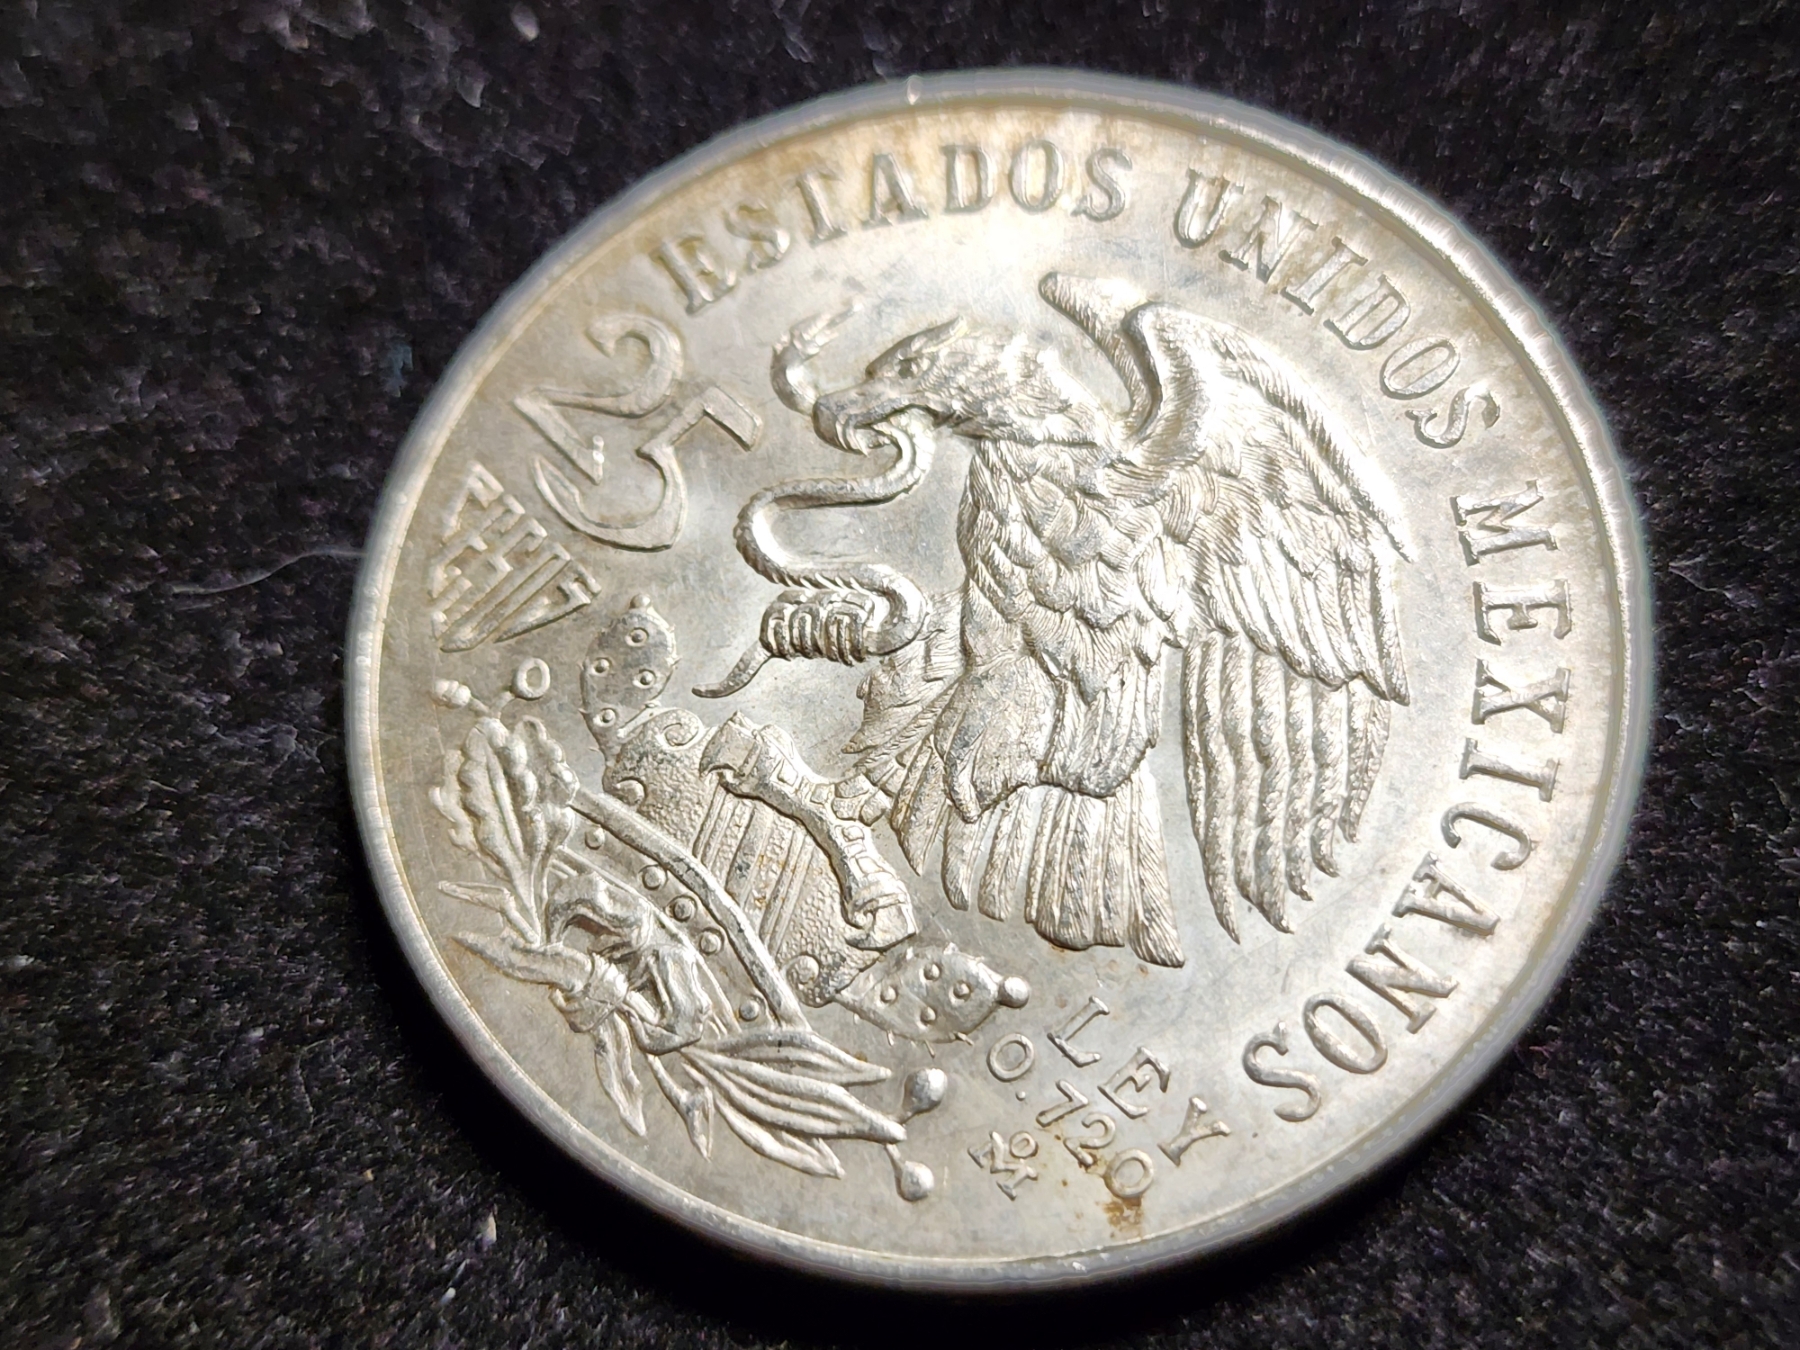 ESTADOS UNIDOS MEXICANOS
25
LEY
0.720
Mo